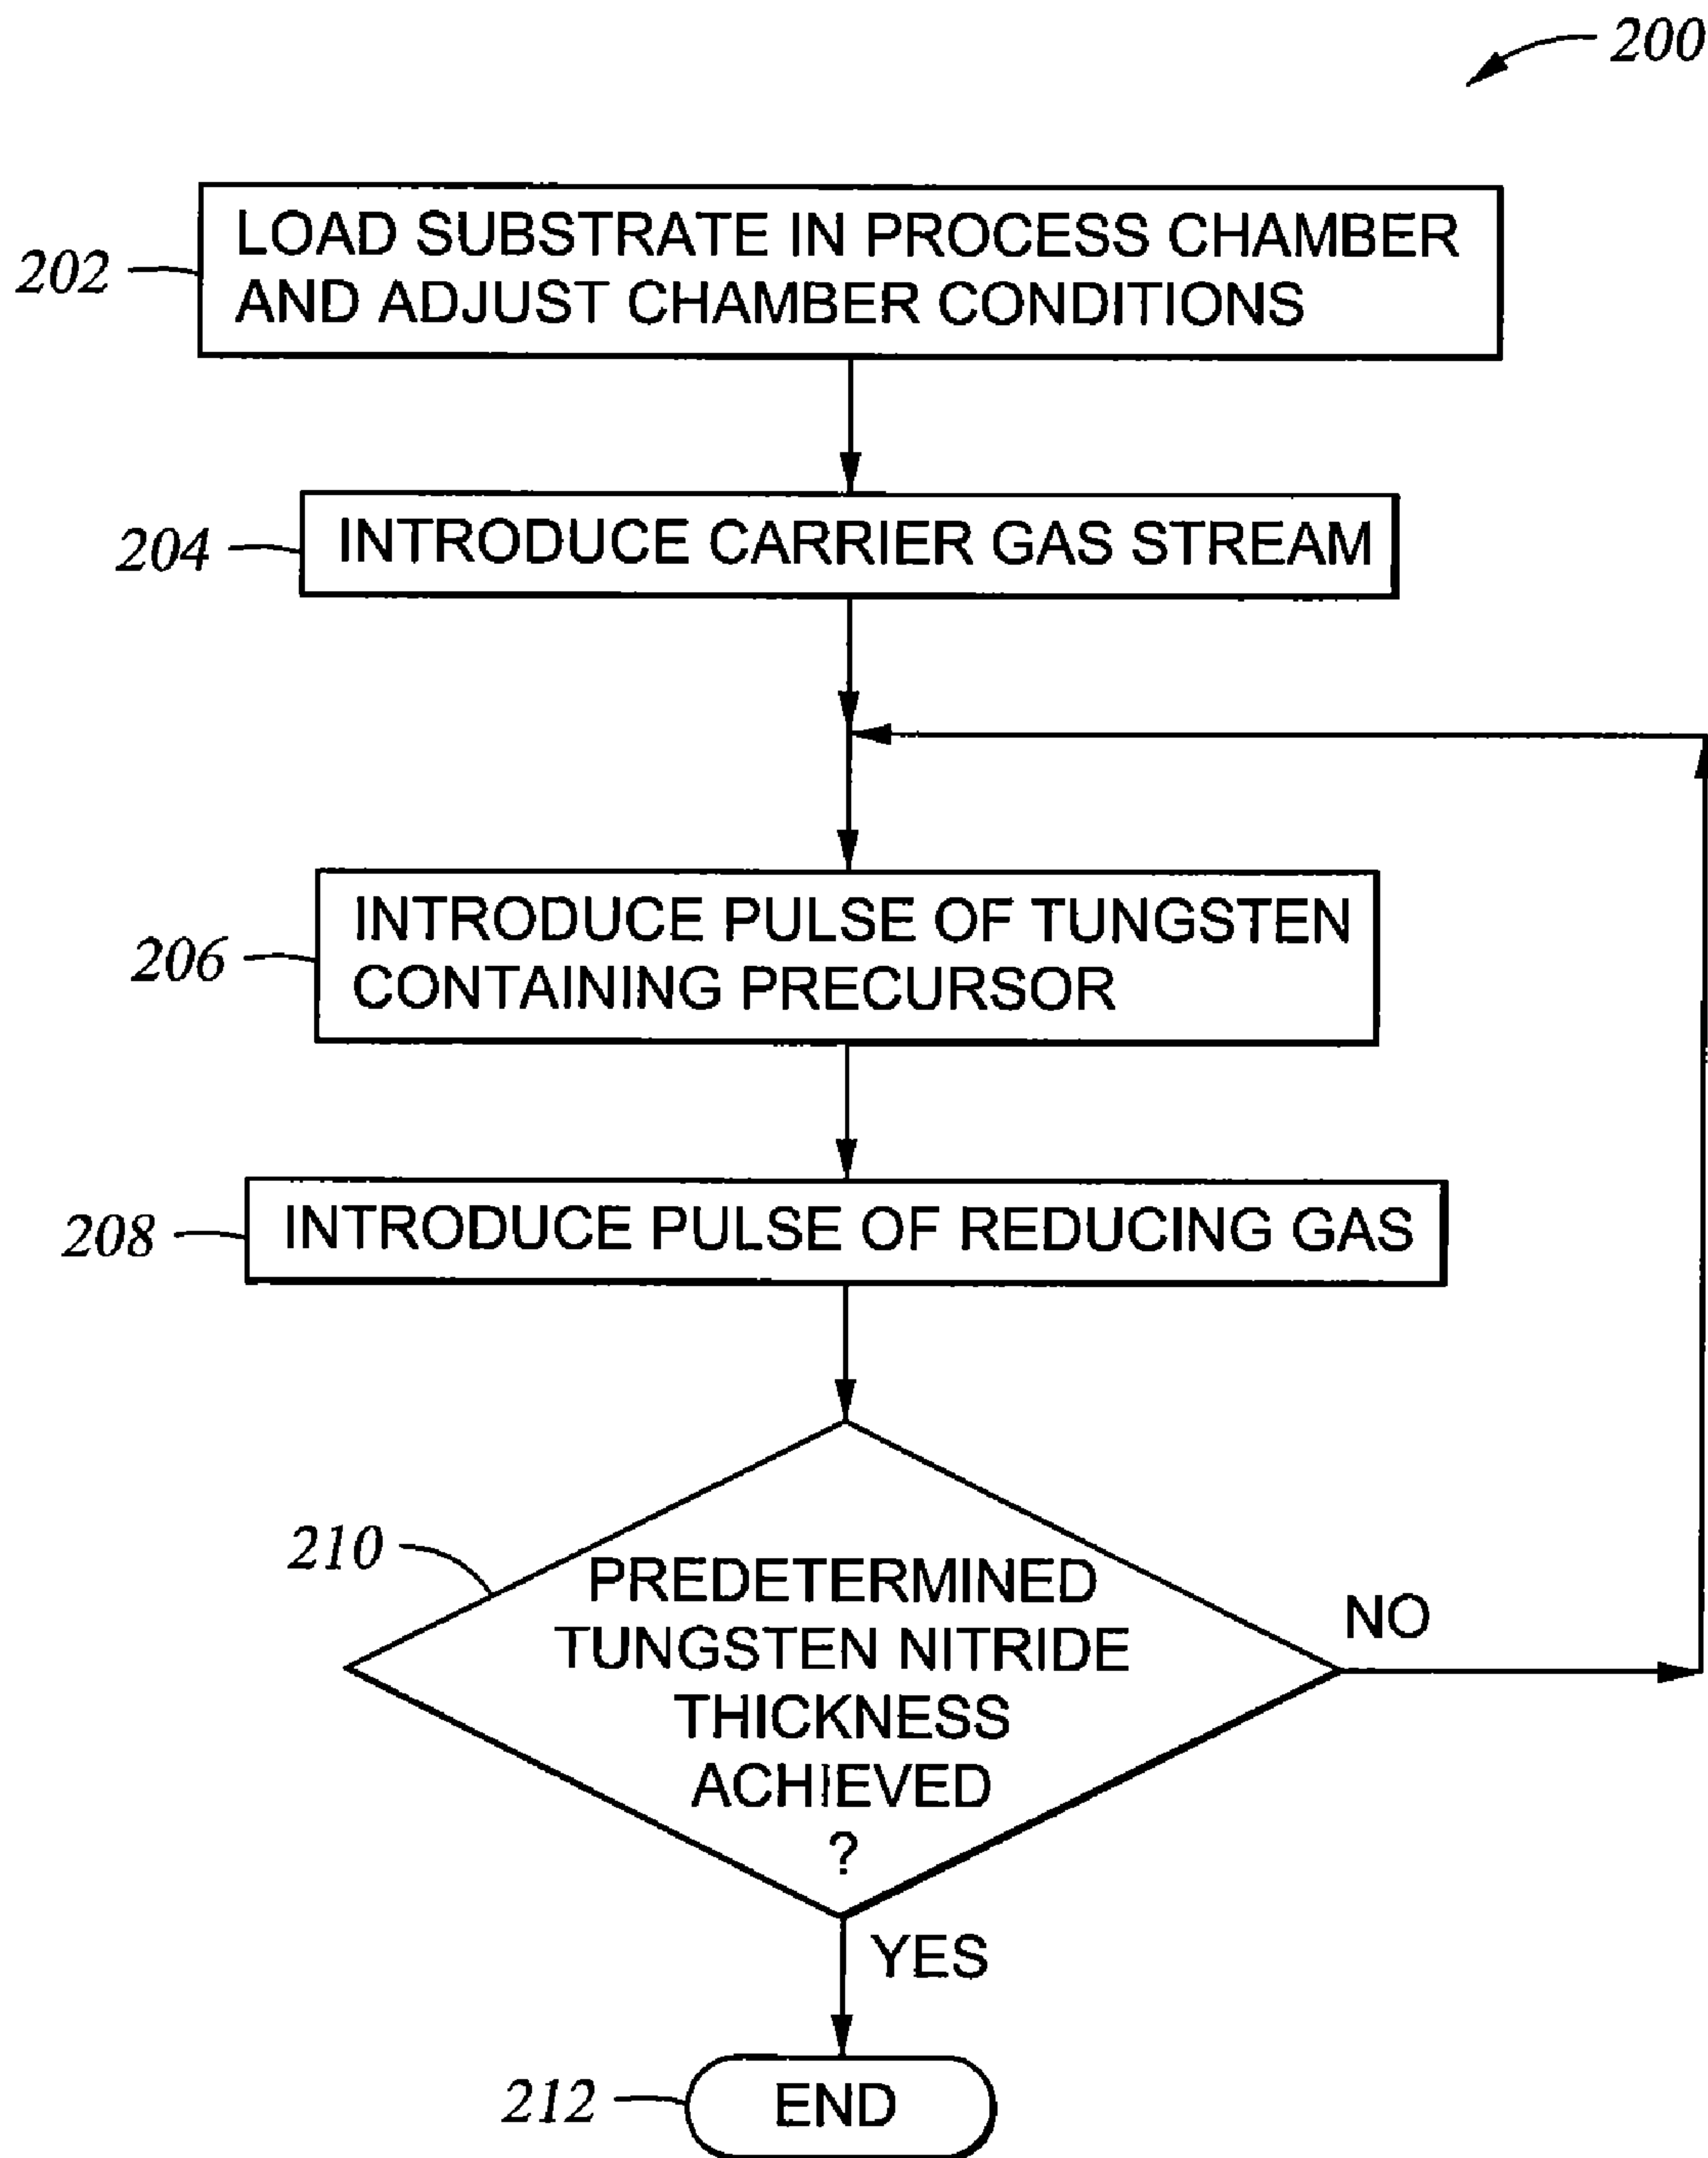 200
202
LOAD SUBSTRATE IN PROCESS CHAMBER
AND ADJUST CHAMBER CONDITIONS
204
INTRODUCE CARRIER GAS STREAM
206
INTRODUCE PULSE OF TUNGSTEN
CONTAINING PRECURSOR
208
INTRODUCE PULSE OF REDUCING GAS
210
PREDETERMINED
TUNGSTEN NITRIDE
THICKNESS
ACHIEVED
?
NO
YES
212
END